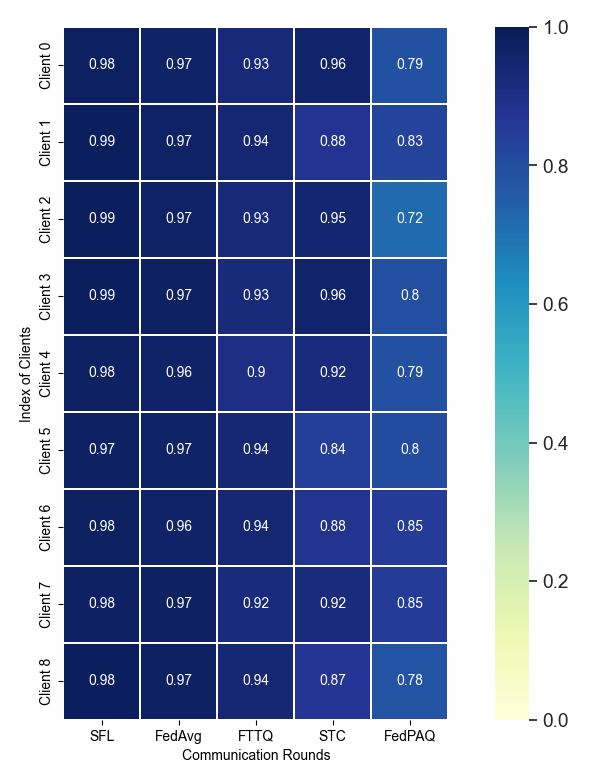 Index of Clients
Client 0 0.98 0.97 0.93 0.96 0.79
Client 1 0.99 0.97 0.94 0.88 0.83
Client 2 0.99 0.97 0.93 0.95 0.72
Client 3 0.99 0.97 0.93 0.96 0.8
Client 4 0.98 0.96 0.9 0.92 0.79
Client 5 0.97 0.97 0.94 0.84 0.8
Client 6 0.98 0.96 0.94 0.88 0.85
Client 7 0.98 0.97 0.92 0.92 0.85
Client 8 0.98 0.97 0.94 0.87 0.78
SFL FedAvg FTTQ STC FedPAQ
Communication Rounds
1.0
0.8
0.6
0.4
0.2
0.0